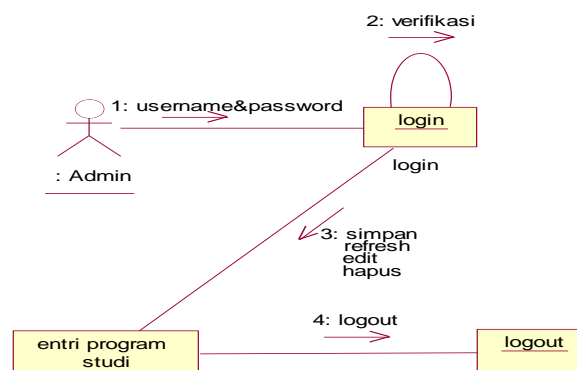 2: verifikasi
1: username&password
login
login
: Admin
3: simpan
refresh
edit
hapus
4: logout
entri program
studi
logout